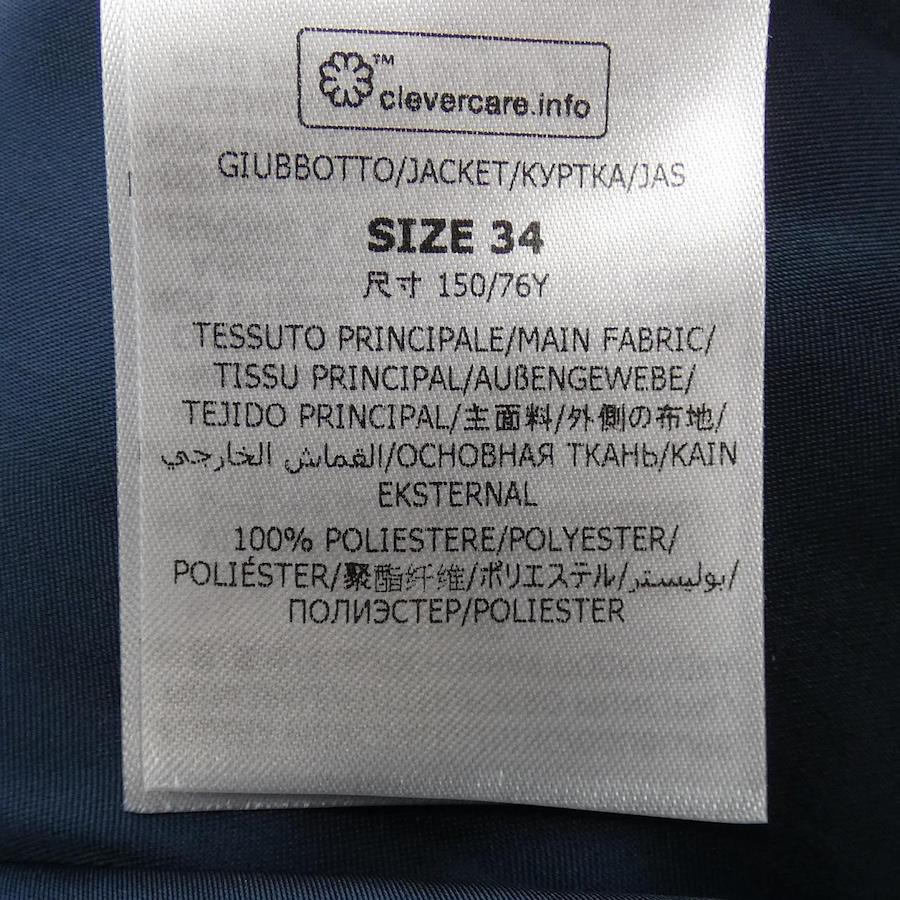 ™ clevercare.info
GIUBBOTTO/JACKET/КУРТКА/JAS
SIZE 34
尺寸 150/76Y
TESSUTO PRINCIPALE/MAIN FABRIC/
TISSU PRINCIPAL/AUßENGEWEBE/
TEJIDO PRINCIPAL/主面料/外側の布地/
القماش الخارجي/ОСНОВНАЯ ТКАНЬ/KAIN
EKSTERNAL
100% POLIESTERE/POLYESTER/
POLIÉSTER/聚酯纤维/ポリエステル/بوليستر/
ПОЛИЭСТЕР/POLIESTER